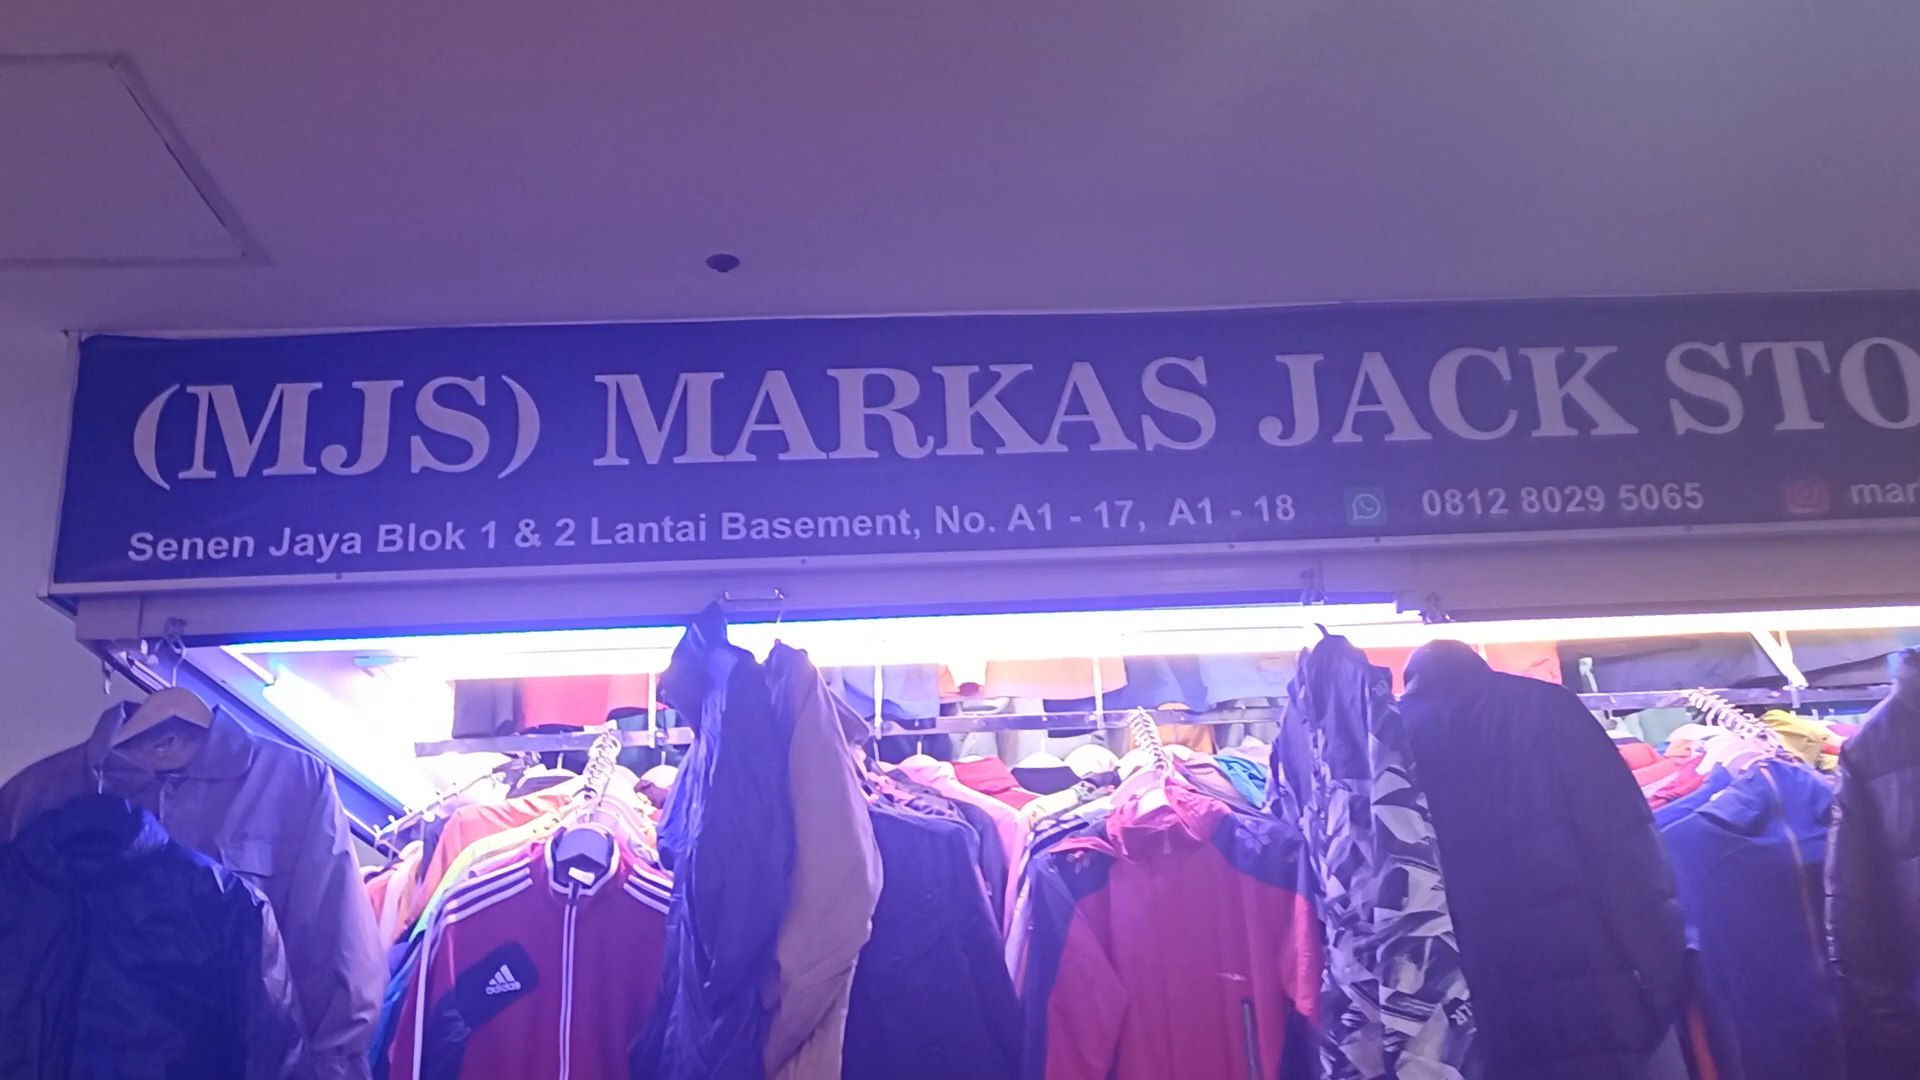 (MJS) MARKAS JACK STO
Senen Jaya Blok 1 & 2 Lantai Basement, No. A1 - 17, A1 - 18 0812 8029 5065 mar
adidas